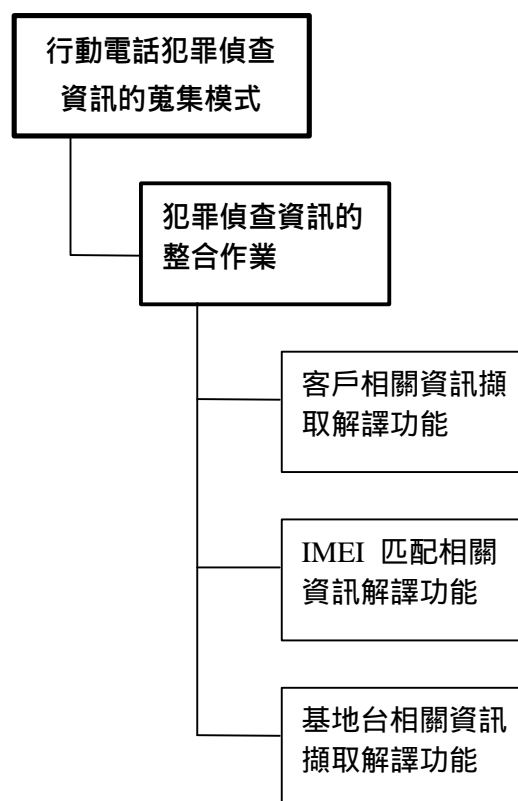 行動電話犯罪偵查
資訊的蒐集模式
犯罪偵查資訊的
整合作業
客戶相關資訊擷
取解譯功能
IMEI 匹配相關
資訊解譯功能
基地台相關資訊
擷取解譯功能